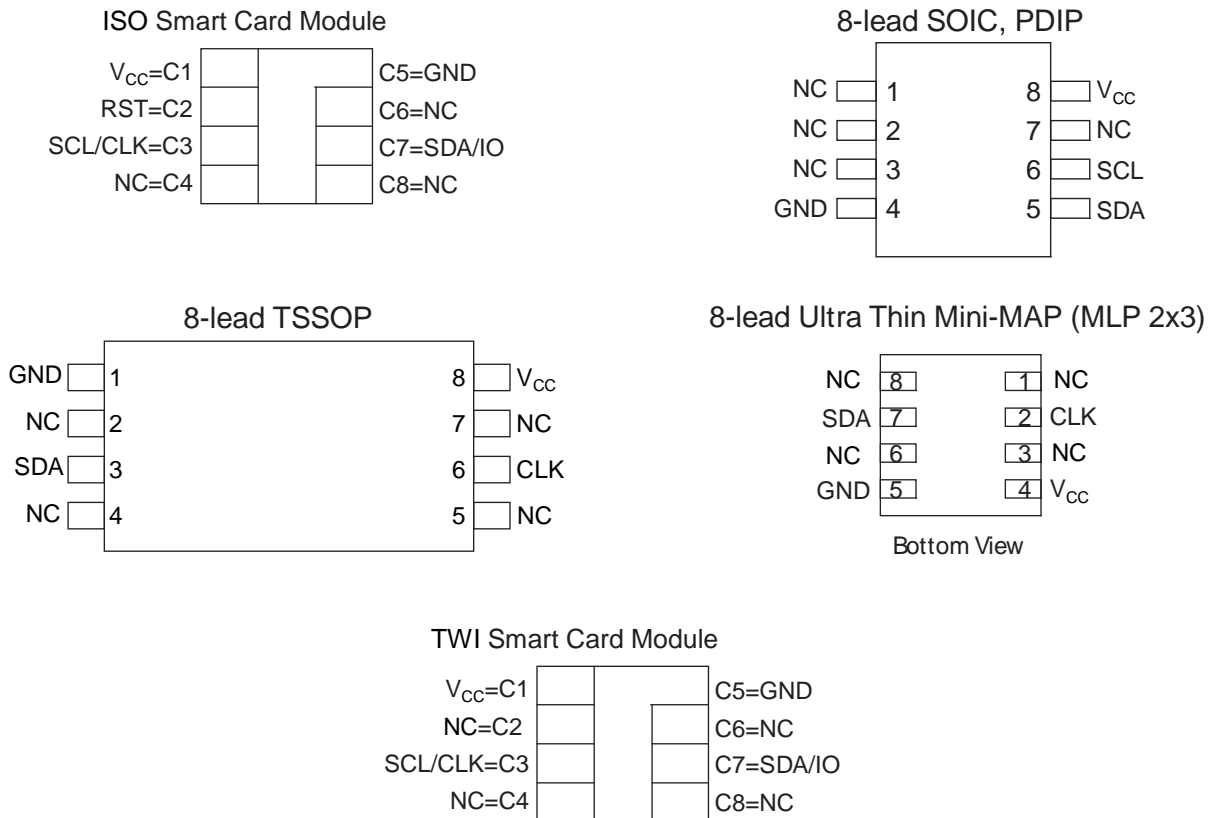 ISO Smart Card Module
VCC=C1
C5=GND
RST=C2
C6=NC
SCL/CLK=C3
C7=SDA/IO
NC=C4
C8=NC
8-lead SOIC, PDIP
NC 1 8 VCC
NC 2 7 NC
NC 3 6 SCL
GND 4 5 SDA
8-lead TSSOP
GND 1 8 VCC
NC 2 7 NC
SDA 3 6 CLK
NC 4 5 NC
8-lead Ultra Thin Mini-MAP (MLP 2x3)
NC 8 1 NC
SDA 7 2 CLK
NC 6 3 NC
GND 5 4 VCC
Bottom View
TWI Smart Card Module
VCC=C1
C5=GND
NC=C2
C6=NC
SCL/CLK=C3
C7=SDA/IO
NC=C4
C8=NC